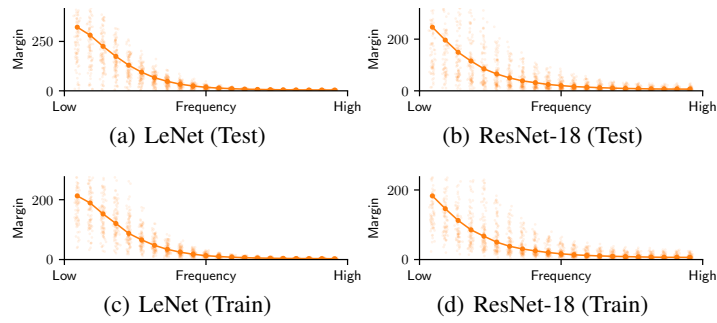 Margin
250
0
Low
Frequency
High
(a) LeNet (Test)
Margin
200
0
Low
Frequency
High
(b) ResNet-18 (Test)
Margin
200
0
Low
Frequency
High
(c) LeNet (Train)
Margin
200
0
Low
Frequency
High
(d) ResNet-18 (Train)